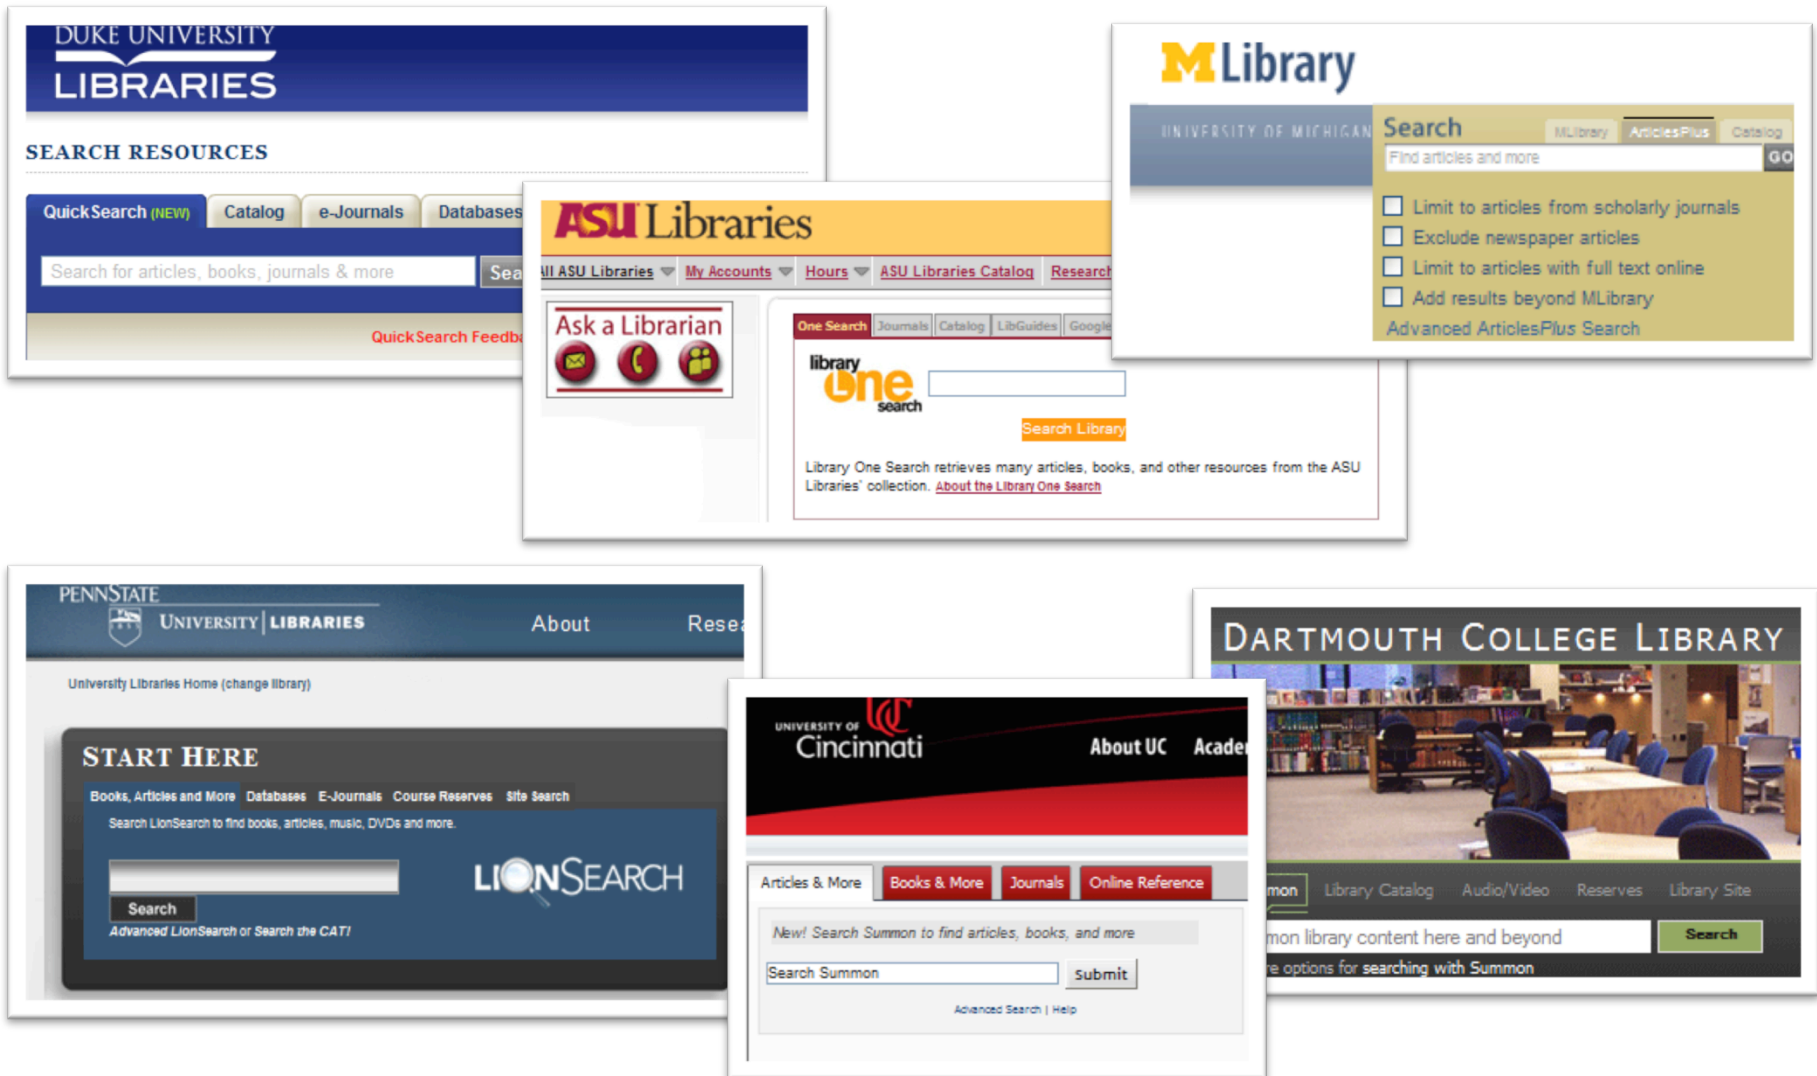 DUKE UNIVERSITY
LIBRARIES
SEARCH RESOURCES
QuickSearch (NEW) Catalog e-Journals Databases
Search for articles, books, journals & more
QuickSearch
ASU Libraries
All ASU Libraries My Accounts Hours ASU Libraries Catalog Research
Ask a Librarian
One Search Journals Catalog LibGuides Google
library
One
search
Search Library
Library One Search retrieves many articles, books, and other resources from the ASU
Libraries' collection. About the Library One Search
M Library
UNIVERSITY OF MICHIGAN
Search MLibrary ArticlesPlus Catalog
Find articles and more GO
Limit to articles from scholarly journals
Exclude newspaper articles
Limit to articles with full text online
Add results beyond MLibrary
Advanced ArticlesPlus Search
PENNSTATE
UNIVERSITY LIBRARIES About
University Libraries Home (change library)
START HERE
Books, Articles and More Databases E-Journals Course Reserves Site Search
Search LionSearch to find books, articles, music, DVDs and more.
LIONSEARCH
Search
Advanced LionSearch or Search the CAT!
UNIVERSITY OF
Cincinnati About UC
Articles & More Books & More Journals Online Reference
New! Search Summon to find articles, books, and more
Search Summon Submit
Advanced Search | Help
DARTMOUTH COLLEGE LIBRARY
Library Catalog Audio/Video Reserves Library Site
library content here and beyond Search
options for searching with Summon